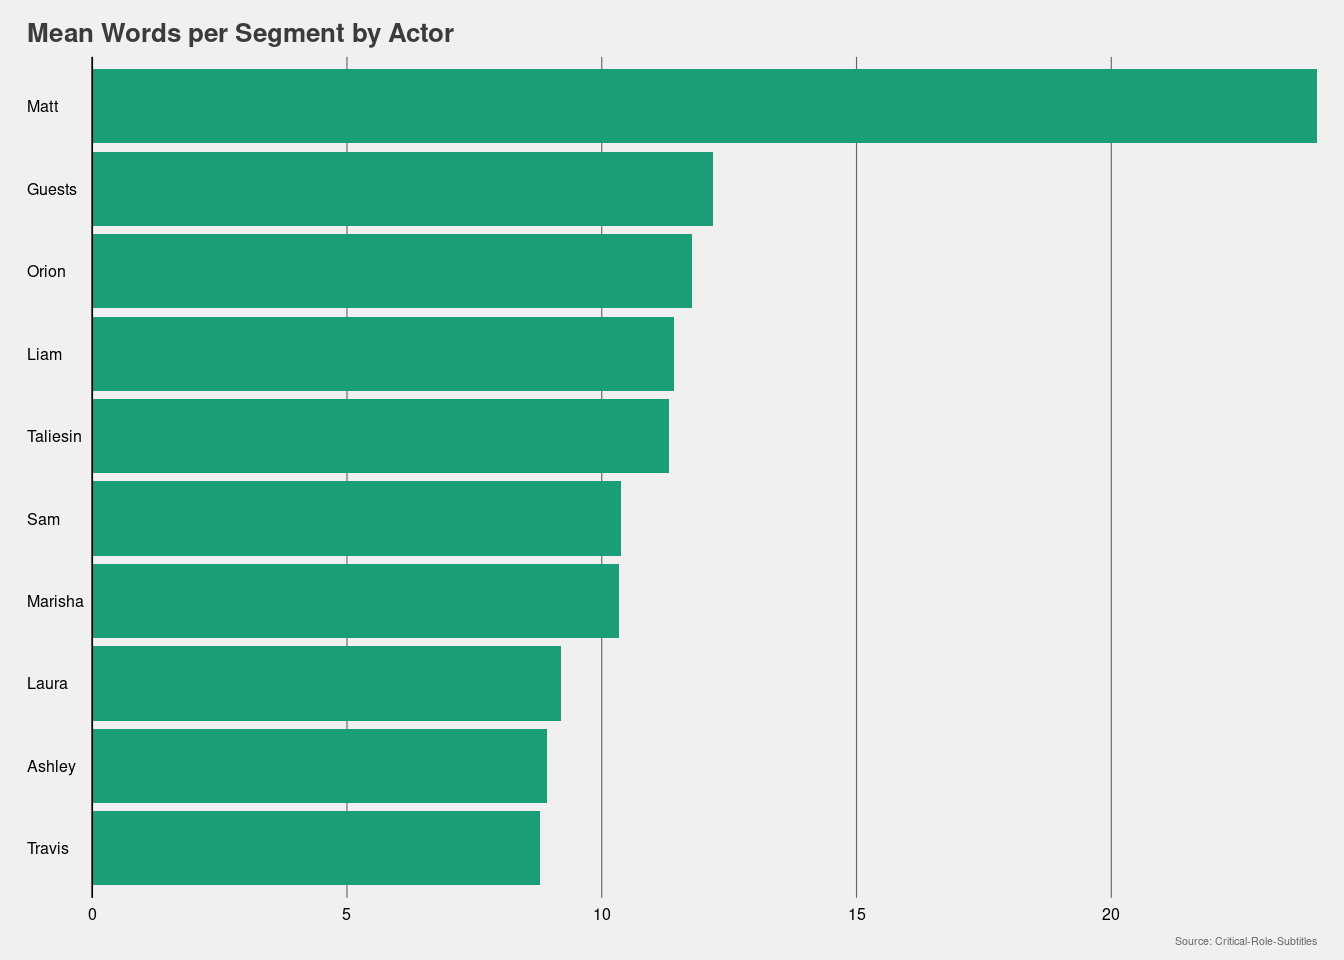 Mean Words per Segment by Actor
Matt
Guests
Orion
Liam
Taliesin
Sam
Marisha
Laura
Ashley
Travis
0 5 10 15 20
Source: Critical-Role-Subtitles